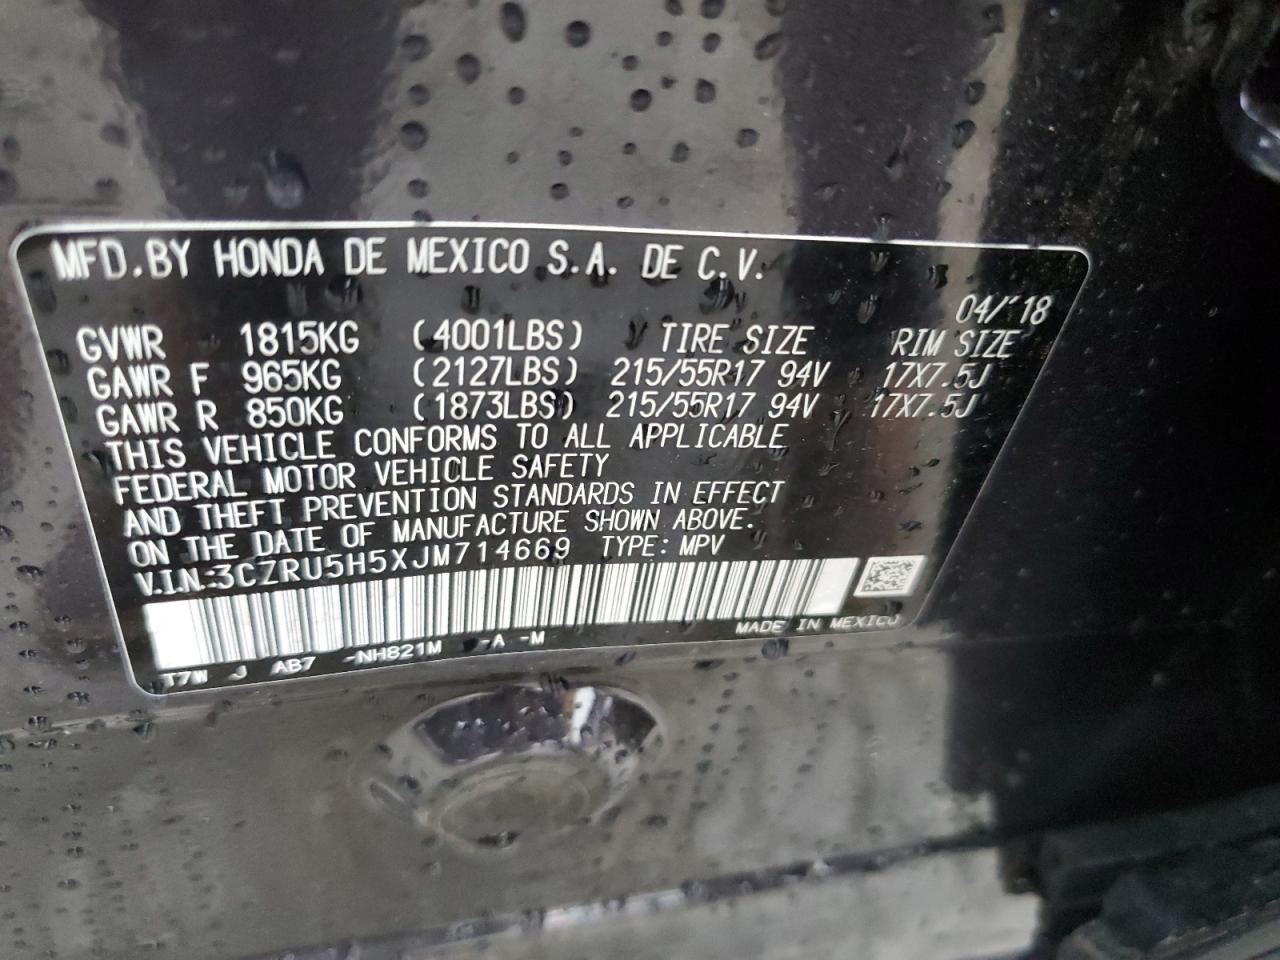 MFD.BY HONDA DE MEXICO S.A. DE C.V.
04/'18
GVWR 1815KG (4001LBS) TIRE SIZE RIM SIZE
GAWR F 965KG (2127LBS) 215/55R17 94V 17X7.5J
GAWR R 850KG (1873LBS) 215/55R17 94V 17X7.5J
THIS VEHICLE CONFORMS TO ALL APPLICABLE
FEDERAL MOTOR VEHICLE SAFETY
AND THEFT PREVENTION STANDARDS IN EFFECT
ON THE DATE OF MANUFACTURE SHOWN ABOVE.
V.I.N:3CZRU5H5XJM714669 TYPE: MPV
MADE IN MEXICO
T7W J AB7 -NH821M -A -M